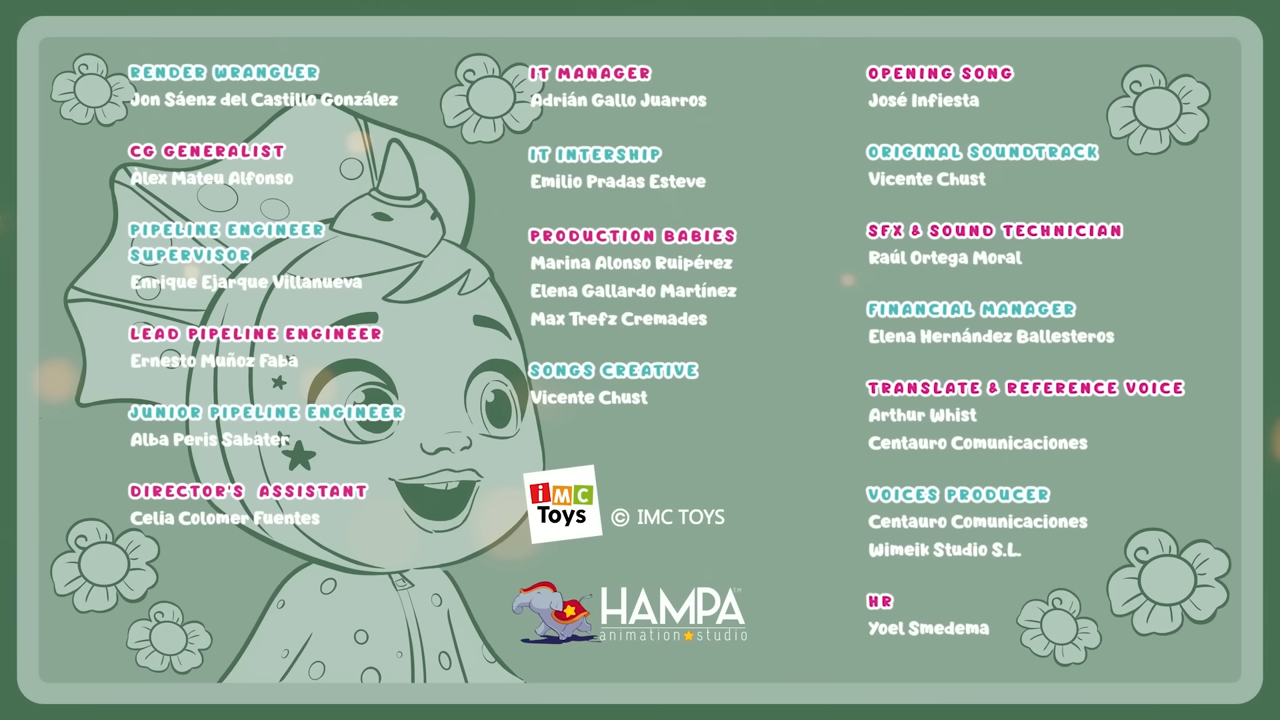 RENDER WRANGLER
Jon Sáenz del Castillo González
CG GENERALIST
Àlex Mateu Alfonso
PIPELINE ENGINEER
SUPERVISOR
Enrique Ejarque Villanueva
LEAD PIPELINE ENGINEER
Ernesto Muñoz Faba
JUNIOR PIPELINE ENGINEER
Alba Peris Sabater
DIRECTOR'S ASSISTANT
Celia Colomer Fuentes
IT MANAGER
Adrián Gallo Juarros
IT INTERSHIP
Emilio Pradas Esteve
PRODUCTION BABIES
Marina Alonso Ruipérez
Elena Gallardo Martínez
Max Trefz Cremades
SONGS CREATIVE
Vicente Chust
iMC
Toys
© IMC TOYS
HAMPA™
animation studio
OPENING SONG
José Infiesta
ORIGINAL SOUNDTRACK
Vicente Chust
SFX & SOUND TECHNICIAN
Raúl Ortega Moral
FINANCIAL MANAGER
Elena Hernández Ballesteros
TRANSLATE & REFERENCE VOICE
Arthur Whist
Centauro Comunicaciones
VOICES PRODUCER
Centauro Comunicaciones
Wimeik Studio S.L.
HR
Yoel Smedema